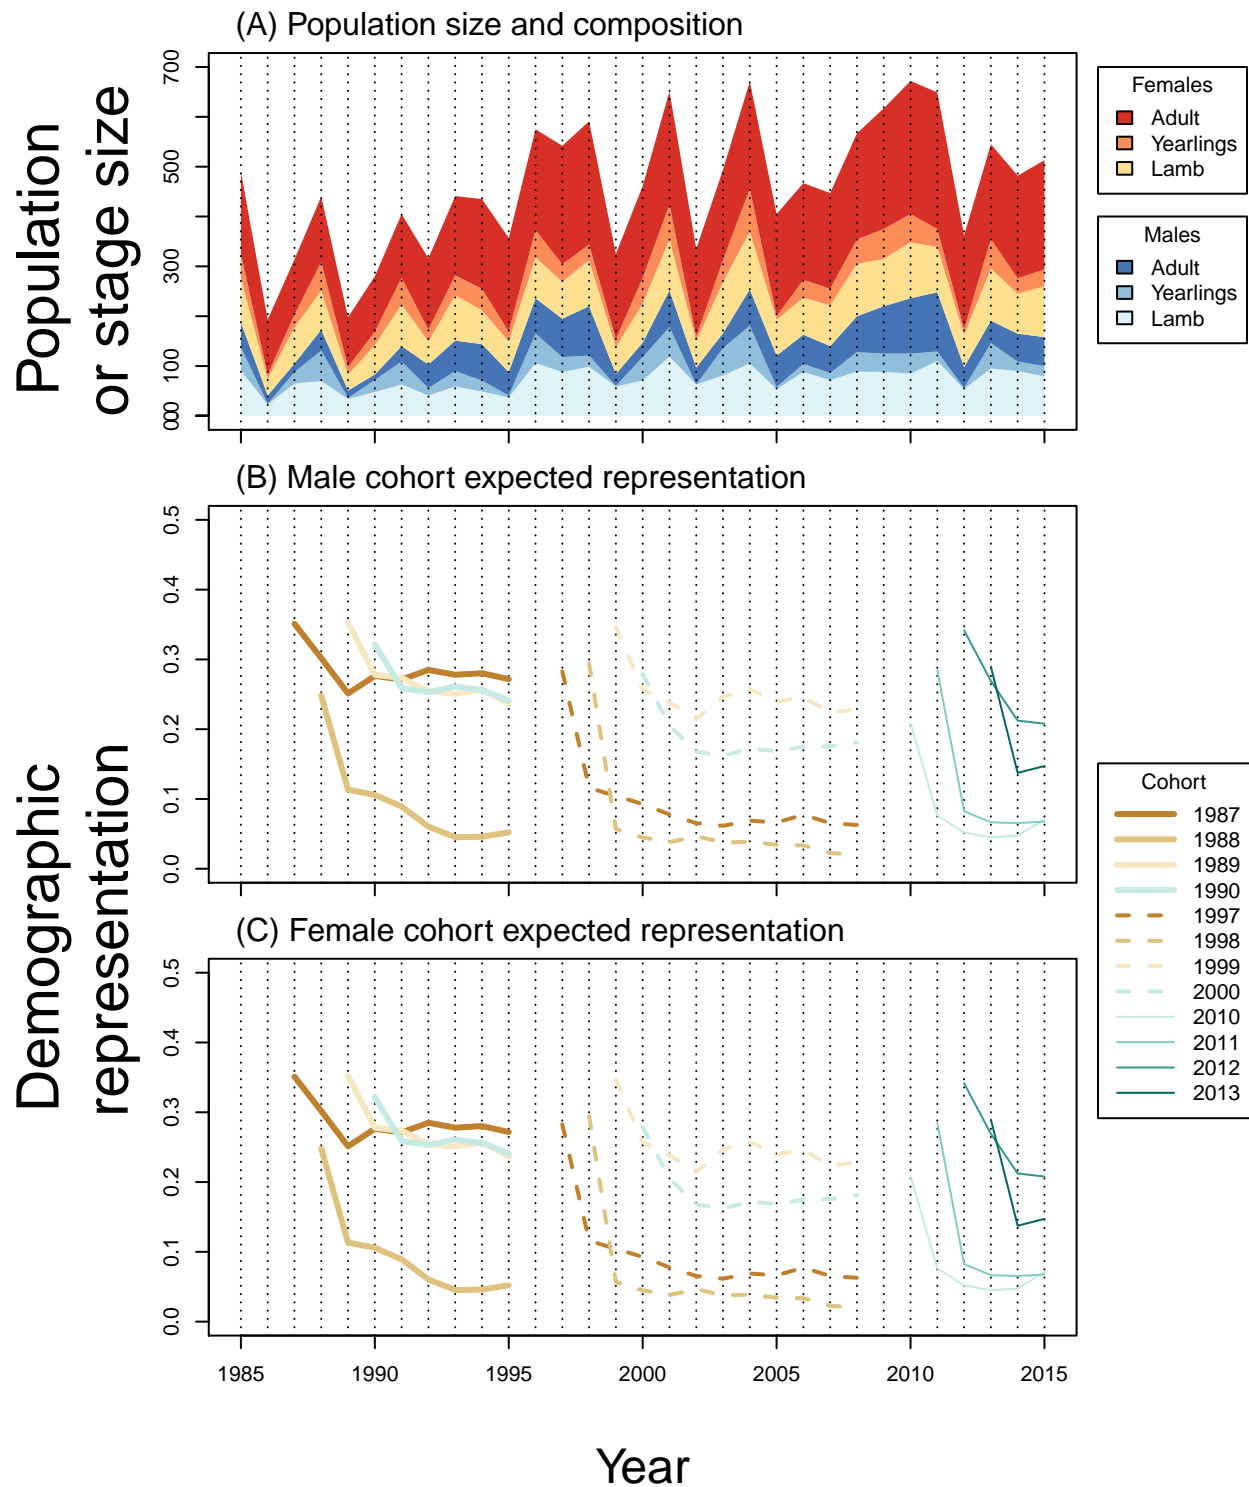 (A) Population size and composition
Population
or stage size
700
500
300
100
000
Females
Adult
Yearlings
Lamb
Males
Adult
Yearlings
Lamb
(B) Male cohort expected representation
0.5
0.4
0.3
0.2
0.1
0.0
Demographic
representation
(C) Female cohort expected representation
0.5
0.4
0.3
0.2
0.1
0.0
Cohort
1987
1988
1989
1990
1997
1998
1999
2000
2010
2011
2012
2013
1985 1990 1995 2000 2005 2010 2015
Year